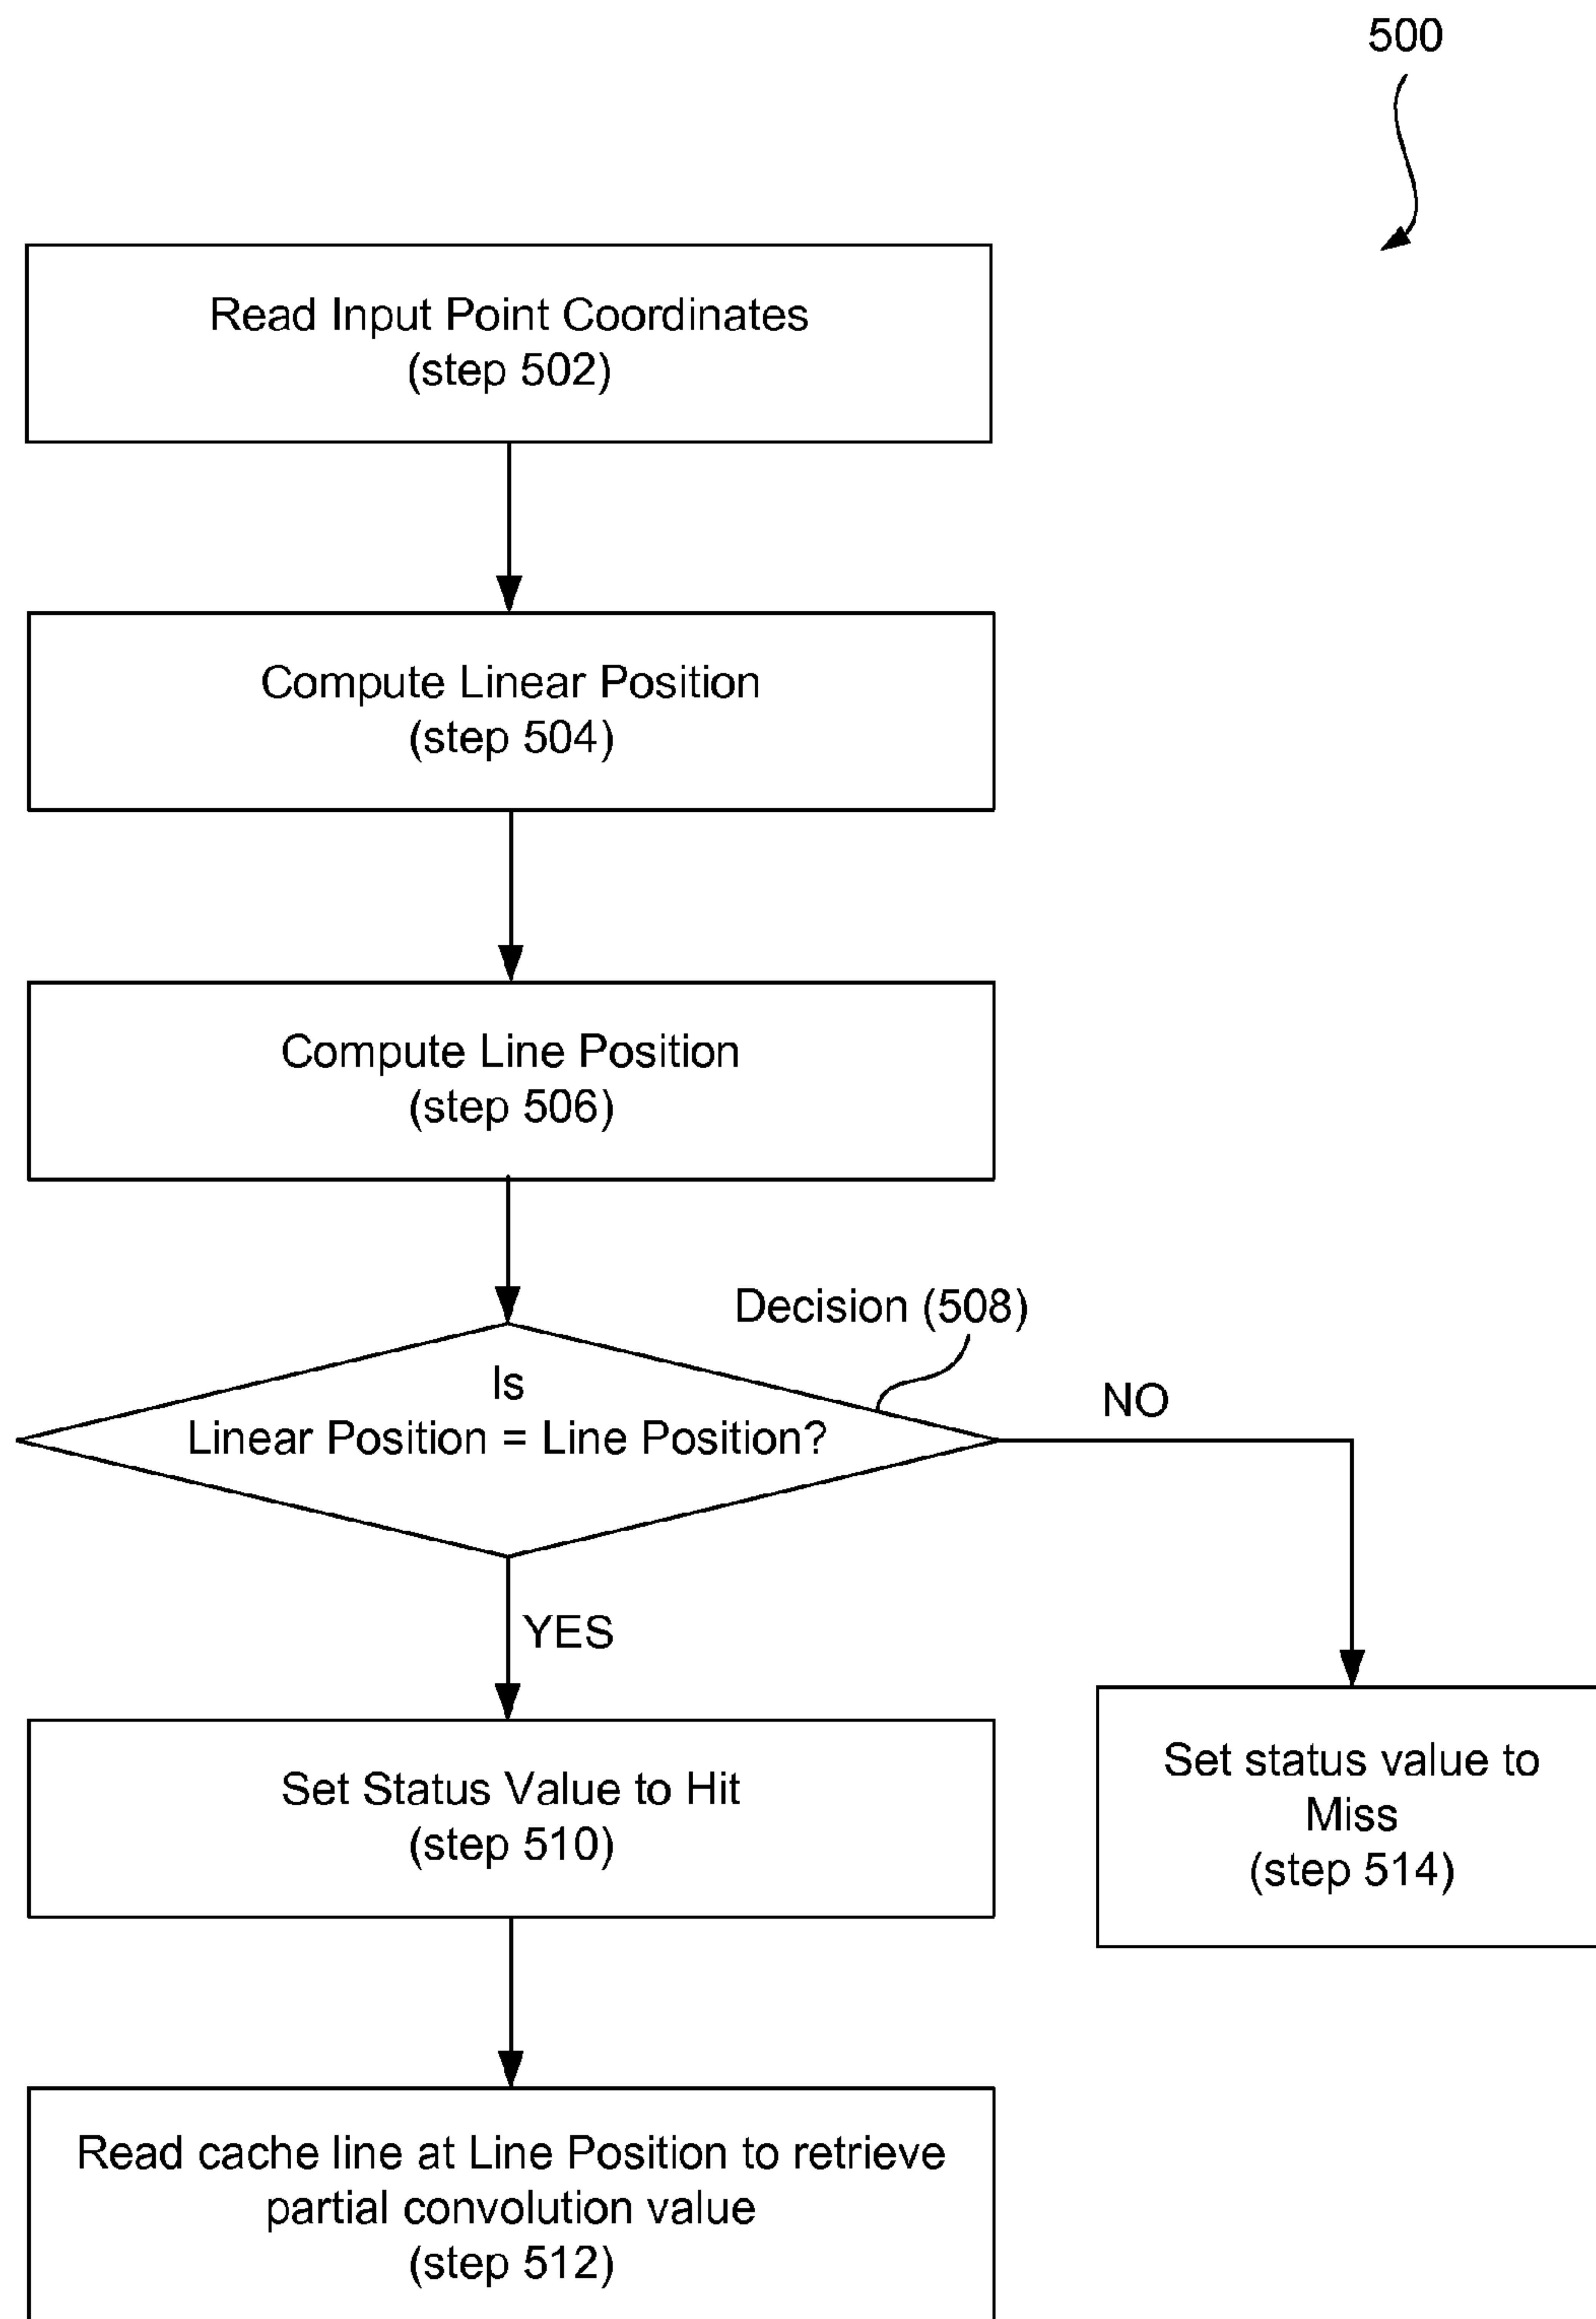 500
Read Input Point Coordinates
(step 502)
Compute Linear Position
(step 504)
Compute Line Position
(step 506)
Decision (508)
Is
Linear Position = Line Position?
NO
YES
Set Status Value to Hit
(step 510)
Set status value to
Miss
(step 514)
Read cache line at Line Position to retrieve
partial convolution value
(step 512)